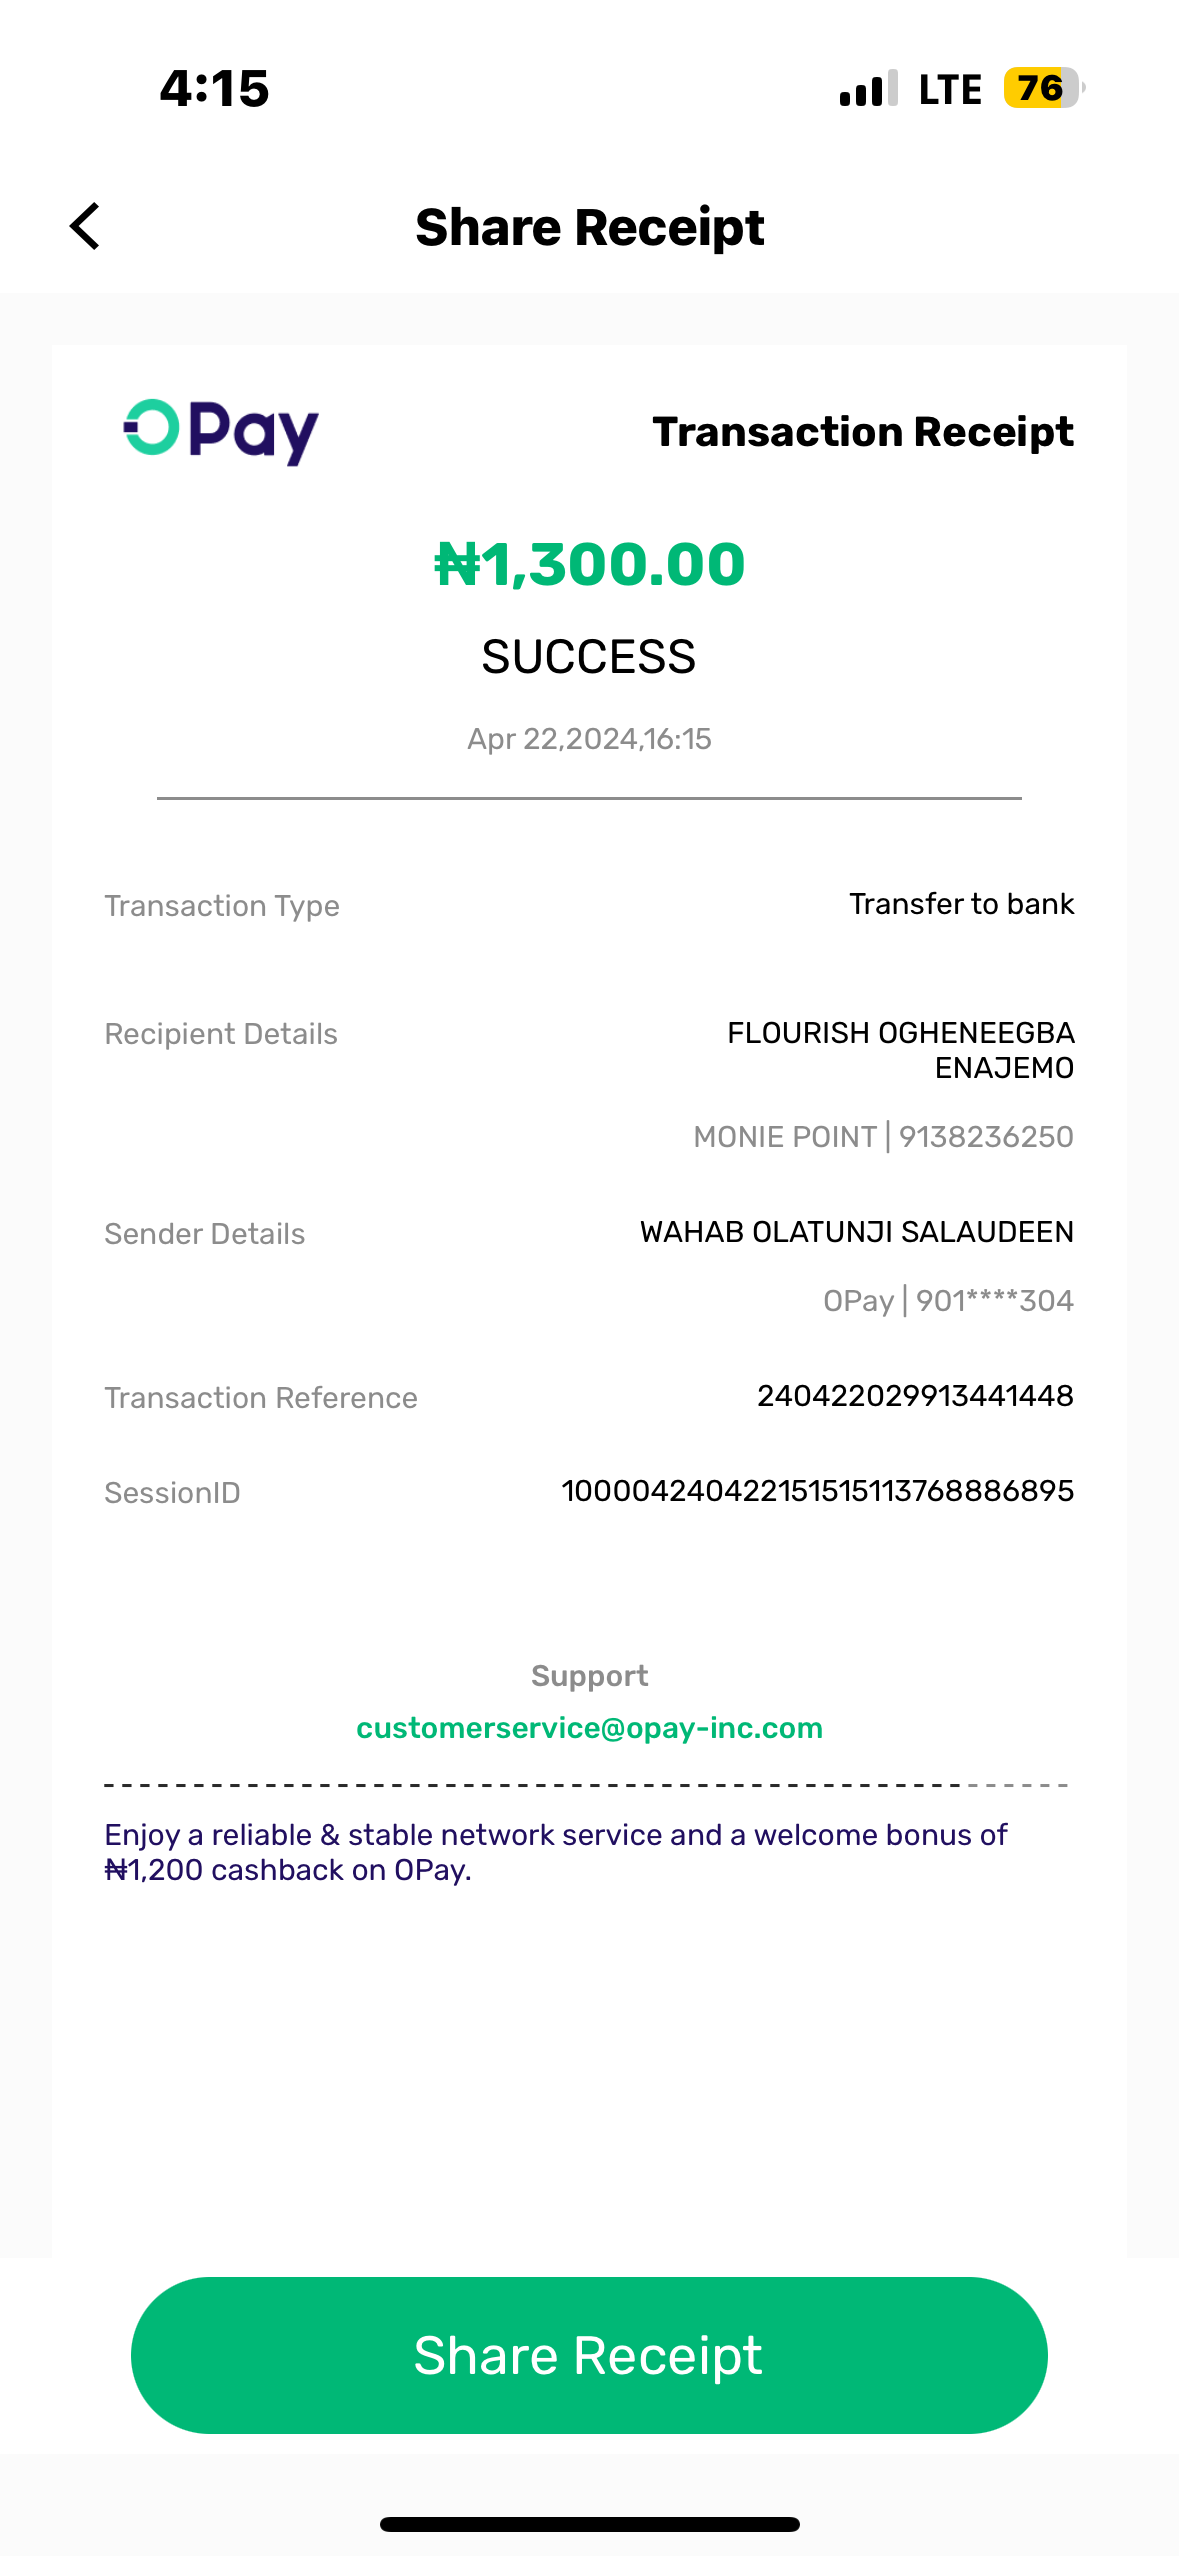 4:15 LTE 76
Share Receipt
OPay Transaction Receipt
₦1,300.00
SUCCESS
Apr 22,2024,16:15
Transaction Type Transfer to bank
Recipient Details FLOURISH OGHENEEGBA
ENAJEMO
MONIE POINT | 9138236250
Sender Details WAHAB OLATUNJI SALAUDEEN
OPay | 901****304
Transaction Reference 240422029913441448
SessionID 100004240422151515113768886895
Support
customerservice@opay-inc.com
Enjoy a reliable & stable network service and a welcome bonus of
₦1,200 cashback on OPay.
Share Receipt